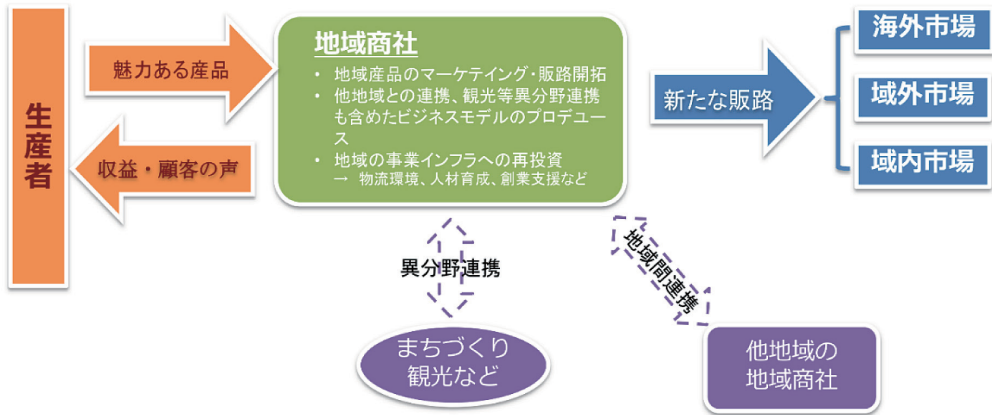 生産者
魅力ある産品
収益・顧客の声
地域商社
• 地域産品のマーケテイング・販路開拓
• 他地域との連携、観光等異分野連携
も含めたビジネスモデルのプロデュー
ス
• 地域の事業インフラへの再投資
→ 物流環境、人材育成、創業支援など
新たな販路
海外市場
域外市場
域内市場
異分野連携
地域間連携
まちづくり
観光など
他地域の
地域商社